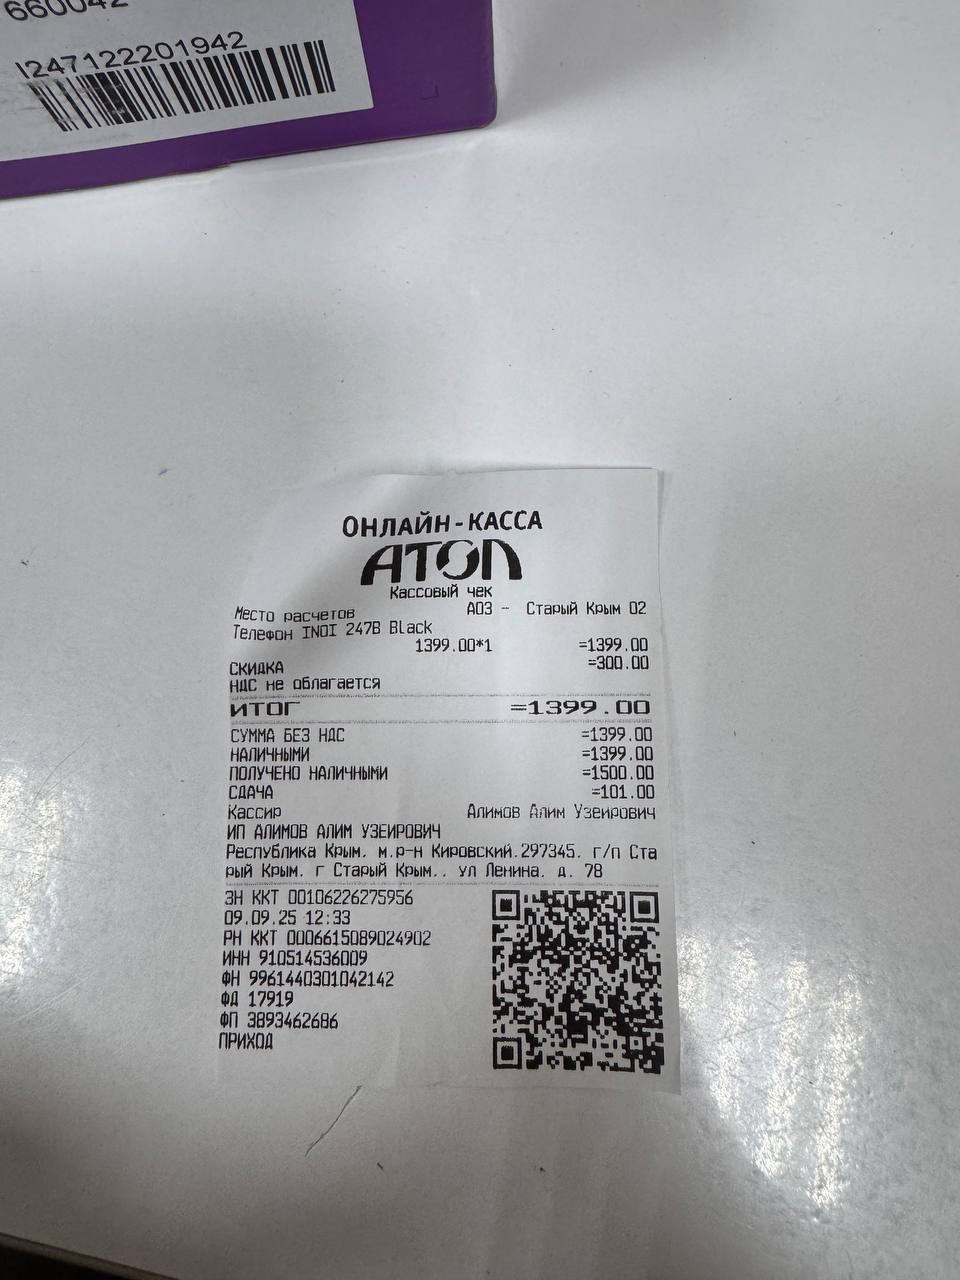 660042
I247122201942
ОНЛАЙН-КАССА
АТОЛ
Кассовый чек
Место расчетов А03 - Старый Крым 02
Телефон INOI 247B Black
1399.00*1 =1399.00
СКИДКА =300.00
НДС не облагается
ИТОГ =1399.00
СУММА БЕЗ НДС =1399.00
НАЛИЧНЫМИ =1399.00
ПОЛУЧЕНО НАЛИЧНЫМИ =1500.00
СДАЧА =101.00
Кассир Алимов Алим Узеирович
ИП АЛИМОВ АЛИМ УЗЕИРОВИЧ
Республика Крым, м.р-н Кировский,297345, г/п Ста
рый Крым, г Старый Крым,, ул Ленина, д. 78
ЗН ККТ 00106226275956
09.09.25 12:33
РН ККТ 0006615089024902
ИНН 910514536009
ФН 9961440301042142
ФД 17919
ФП 3893462686
ПРИХОД